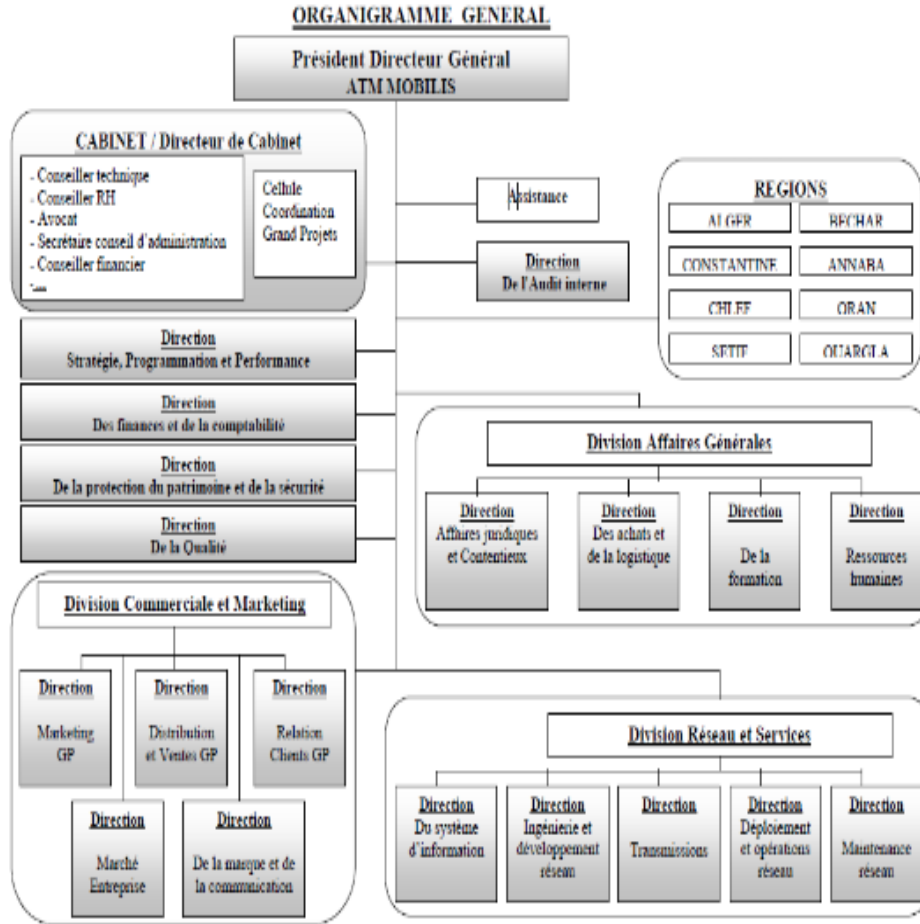 ORGANIGRAMME GENERAL
Président Directeur Général
ATM MOBILIS
CABINET / Directeur de Cabinet
- Conseiller technique
- Conseiller RH
- Avocat
- Secrétaire conseil d'administration
- Conseiller financier
-....
Cellule
Coordination
Grand Projets
Assistance
Direction
De l'Audit interne
REGIONS
ALGER
BECHAR
CONSTANTINE
ANNABA
CHLEF
ORAN
SETIF
OUARGLA
Direction
Stratégie, Programmation et Performance
Direction
Des finances et de la comptabilité
Direction
De la protection du patrimoine et de la sécurité
Direction
De la Qualité
Division Affaires Générales
Direction
Affaires juridiques
et Contentieux
Direction
Des achats et
de la logistique
Direction
De la
formation
Direction
Ressources
humaines
Division Commerciale et Marketing
Direction
Marketing
GP
Direction
Distribution
et Ventes GP
Direction
Relation
Clients GP
Direction
Marché
Entreprise
Direction
De la marque et de
la communication
Division Réseau et Services
Direction
Du système
d'information
Direction
Ingénierie et
développement
réseau
Direction
Transmissions
Direction
Déploiement
et opérations
réseau
Direction
Maintenance
réseau